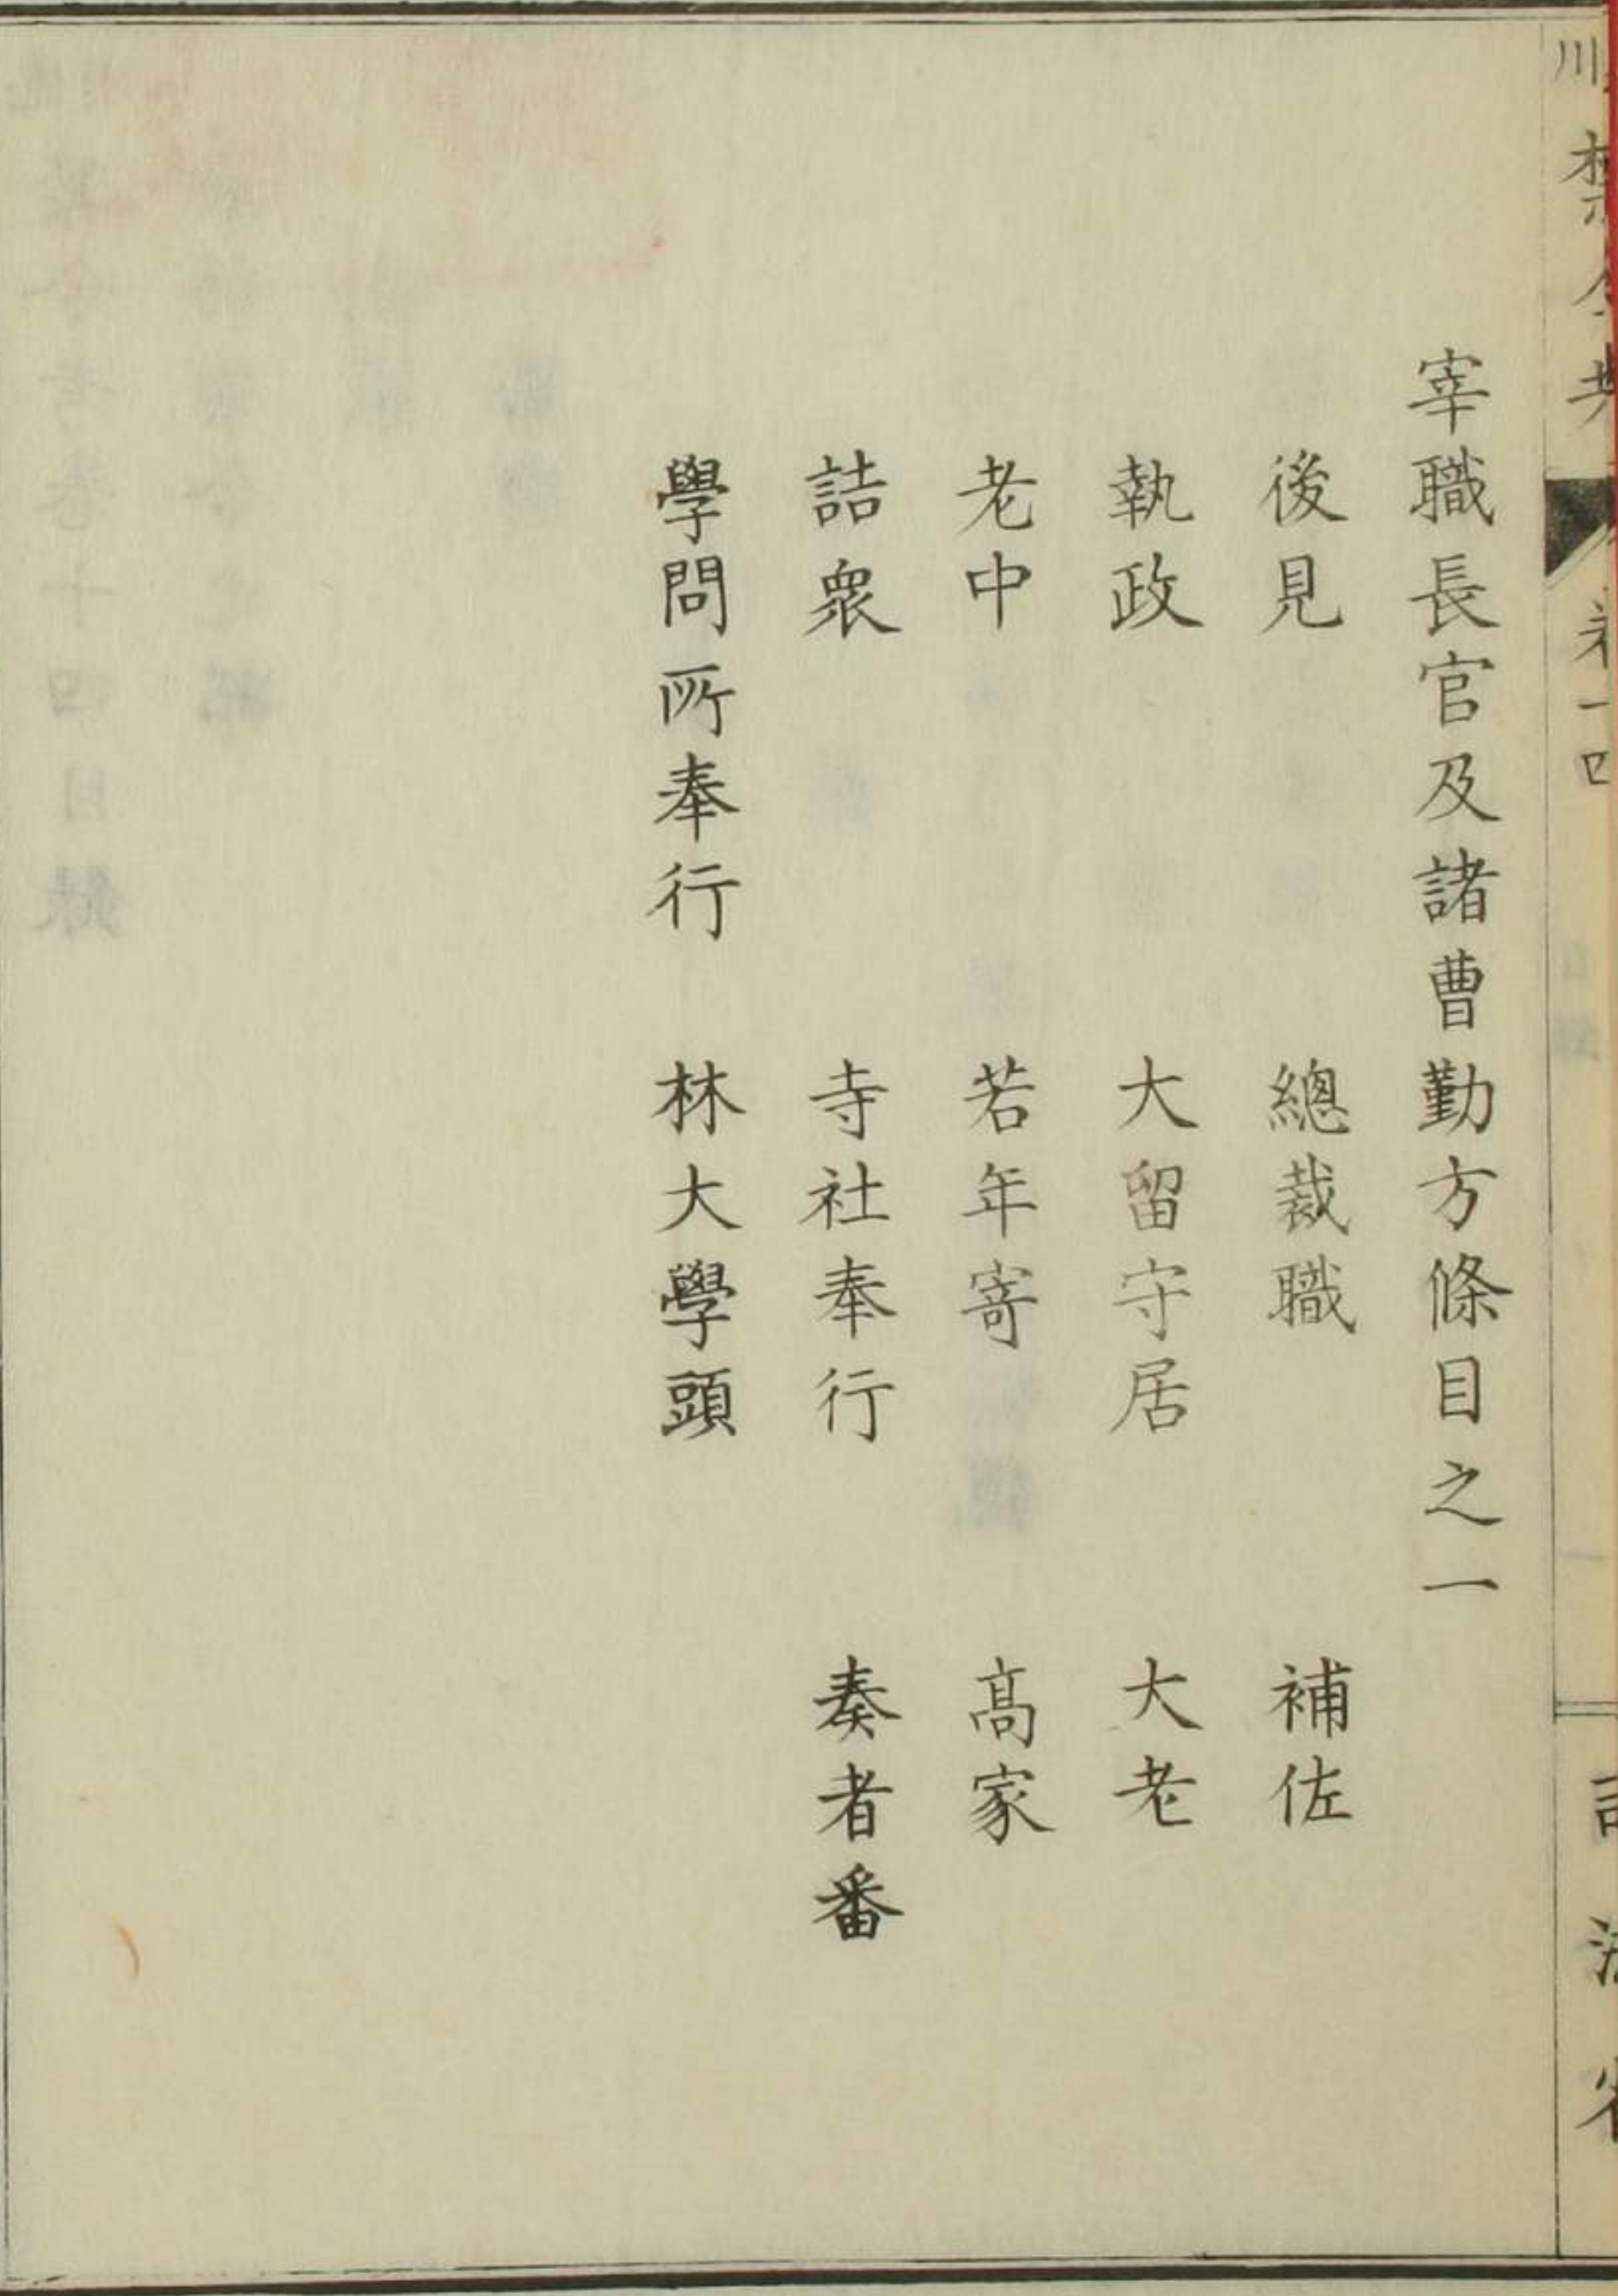 宰職長官及諸曹勤方條目之一
後見　總裁職　補佐
執政　大留守居　大老
老中　若年寄　高家
詰衆　寺社奉行　奏者番
學問所奉行　林大學頭